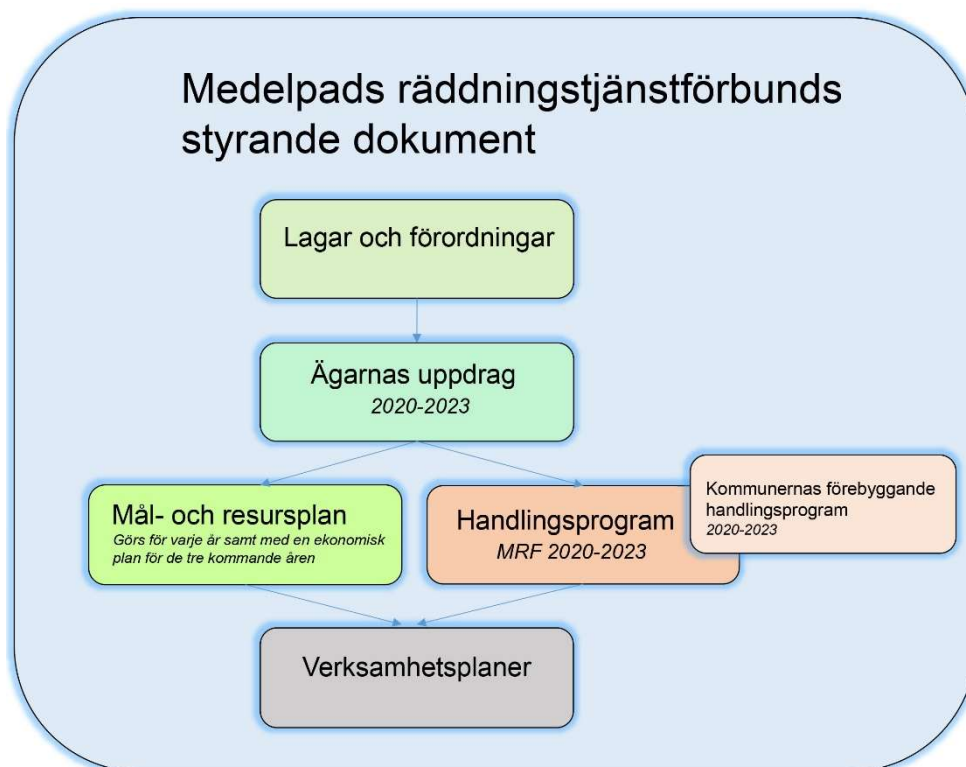 Medelpads räddningstjänstförbunds
styrande dokument
Lagar och förordningar
Ägarnas uppdrag
2020-2023
Mål- och resursplan
Görs för varje år samt med en ekonomisk
plan för de tre kommande åren
Handlingsprogram
MRF 2020-2023
Kommunernas förebyggande
handlingsprogram
2020-2023
Verksamhetsplaner